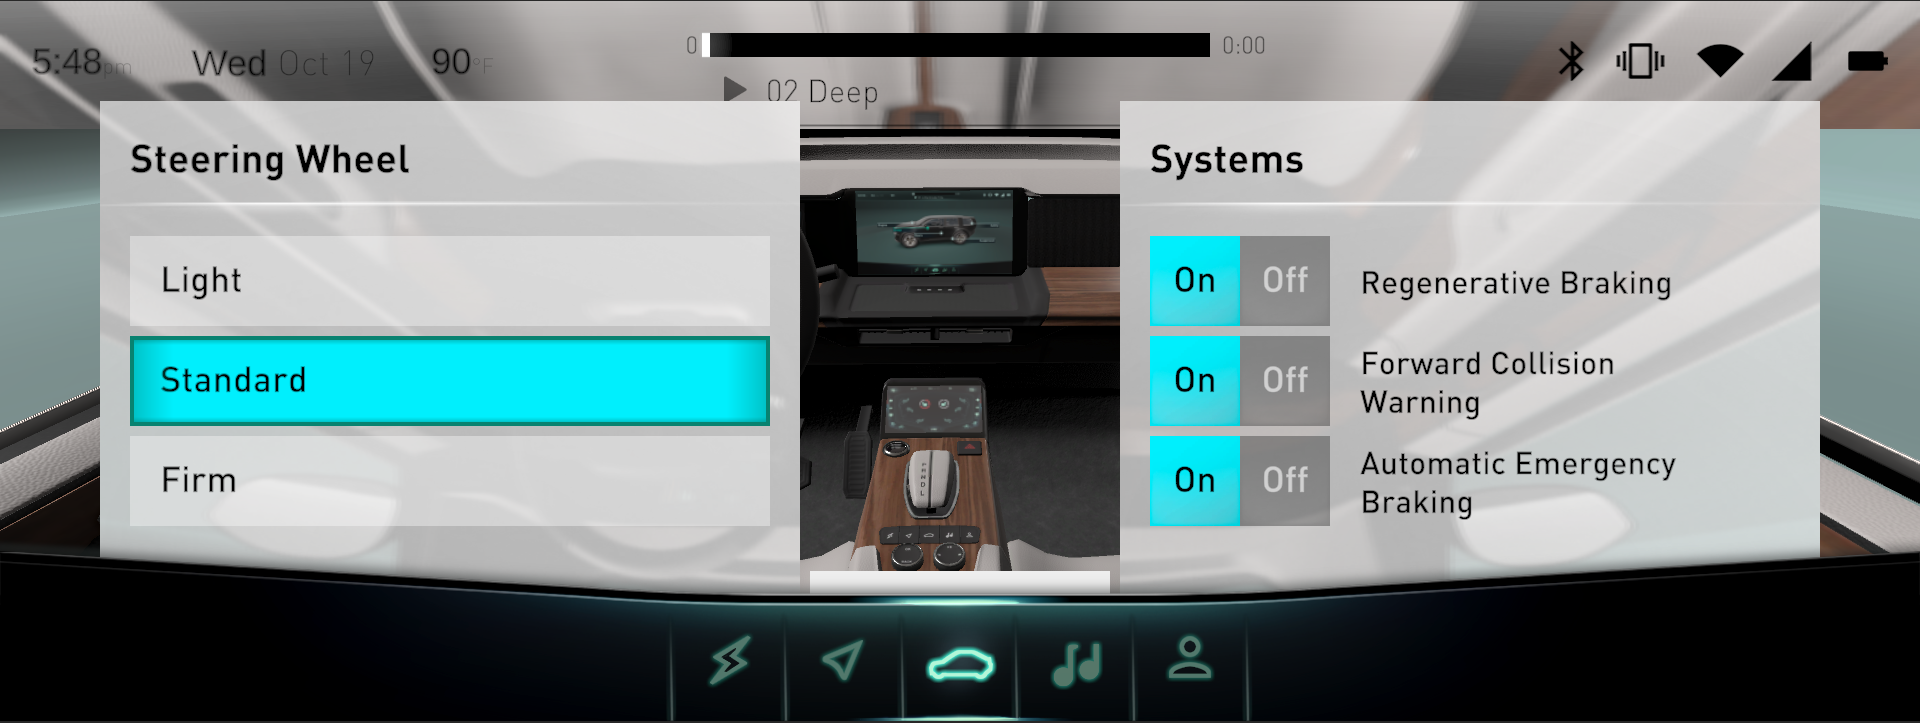 5:48pm Wed Oct 19 90°F
0 0:00
02 Deep
Steering Wheel
Light
Standard
Firm
Systems
On Off Regenerative Braking
On Off Forward Collision
Warning
On Off Automatic Emergency
Braking
P
R
N
D
L